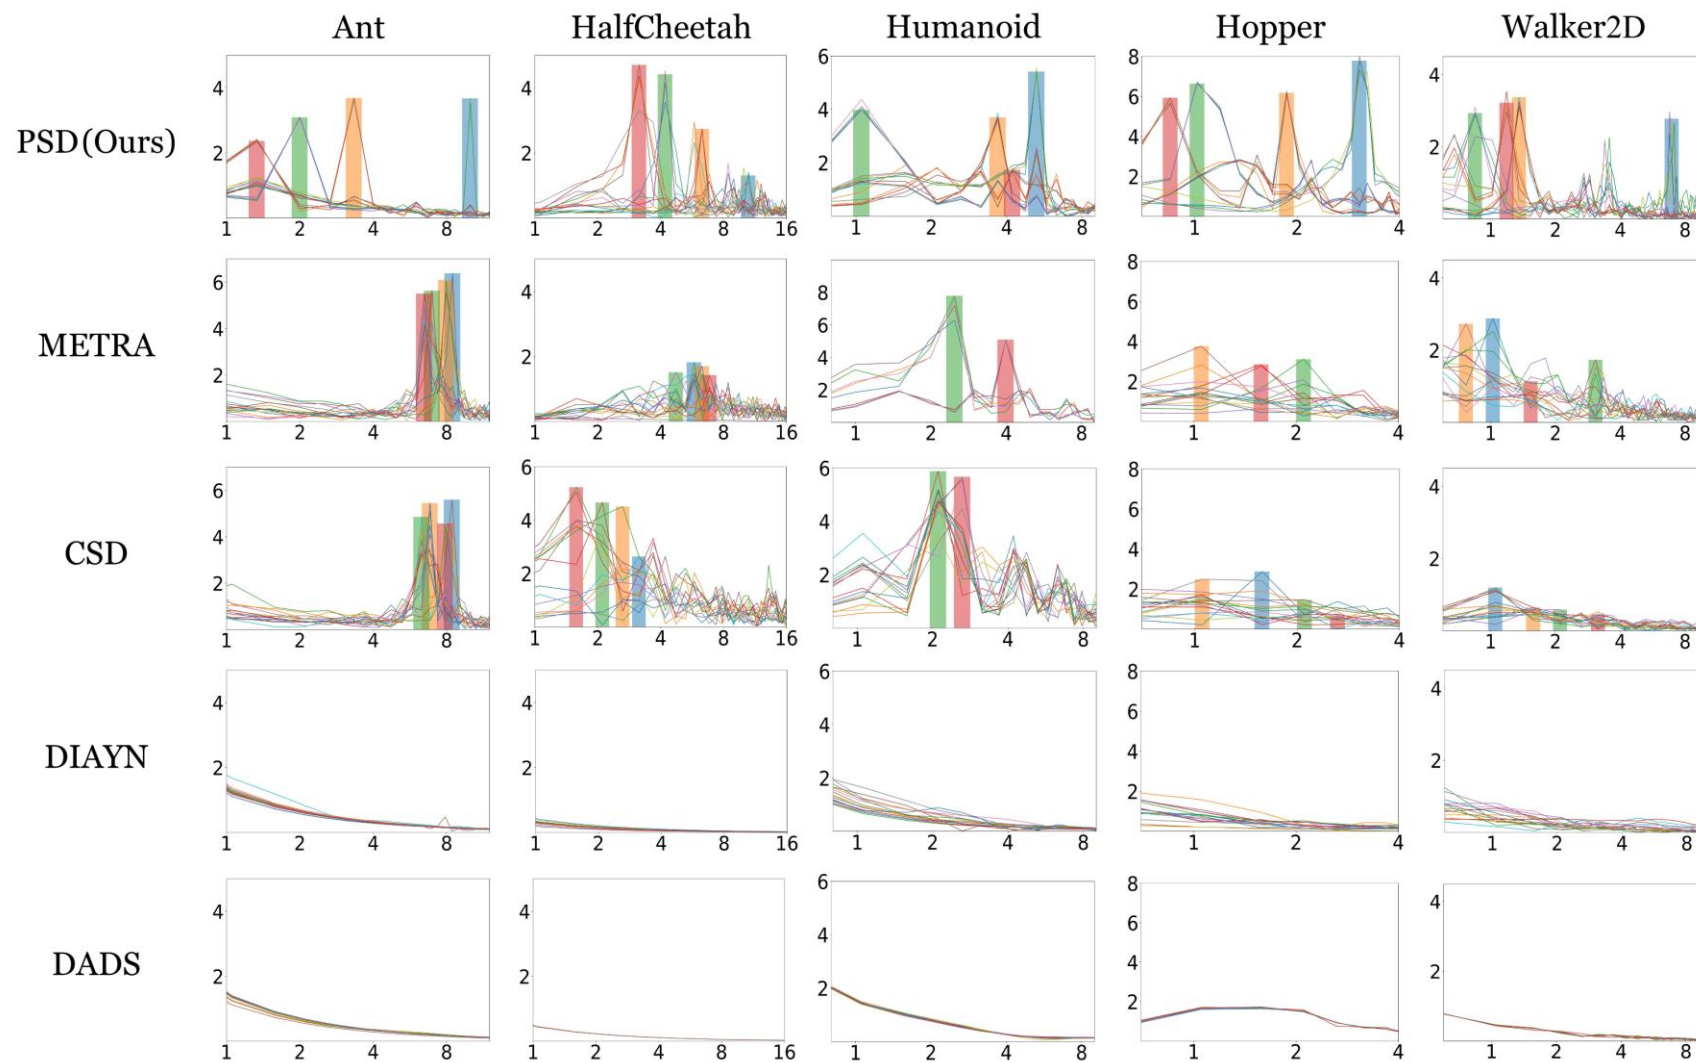 Ant HalfCheetah Humanoid Hopper Walker2D
PSD(Ours)
4 4 6 8 4
2 2 4 6 2
2 4
2
1 2 4 8 1 2 4 8 16 1 2 4 8 1 2 4 1 2 4 8
METRA
6 4 8 8 4
4 2 6 6 2
2 4 4
2 2
1 2 4 8 1 2 4 8 16 1 2 4 8 1 2 4 1 2 4 8
CSD
6 6 6 8 4
4 4 4 6 2
2 2 2 4
2
1 2 4 8 1 2 4 8 16 1 2 4 8 1 2 4 1 2 4 8
DIAYN
4 4 6 8 4
2 2 4 6 2
2 4
2
1 2 4 8 1 2 4 8 16 1 2 4 8 1 2 4 1 2 4 8
DADS
4 4 6 8 4
2 2 4 6 2
2 4
2
1 2 4 8 1 2 4 8 16 1 2 4 8 1 2 4 1 2 4 8